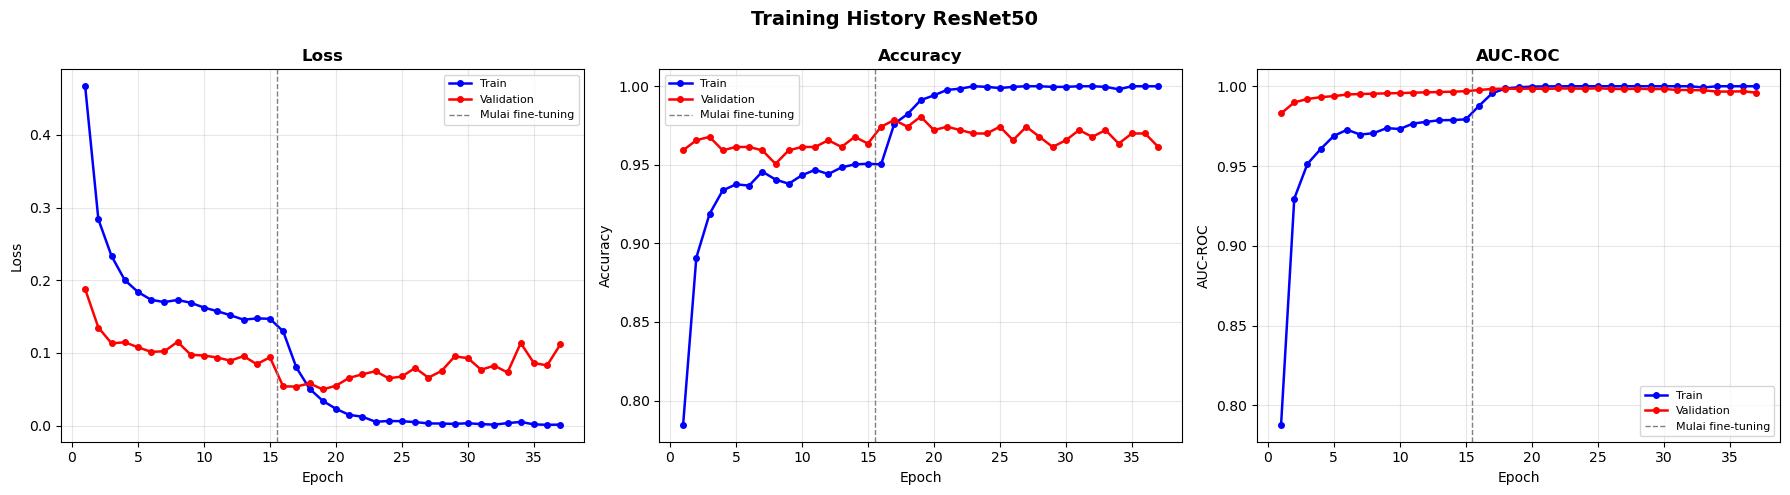 Training History ResNet50
Loss
Train
Validation
Mulai fine-tuning
Loss
0.4
0.3
0.2
0.1
0.0
0 5 10 15 20 25 30 35
Epoch
Accuracy
Train
Validation
Mulai fine-tuning
Accuracy
1.00
0.95
0.90
0.85
0.80
0 5 10 15 20 25 30 35
Epoch
AUC-ROC
AUC-ROC
1.00
0.95
0.90
0.85
0.80
Train
Validation
Mulai fine-tuning
0 5 10 15 20 25 30 35
Epoch